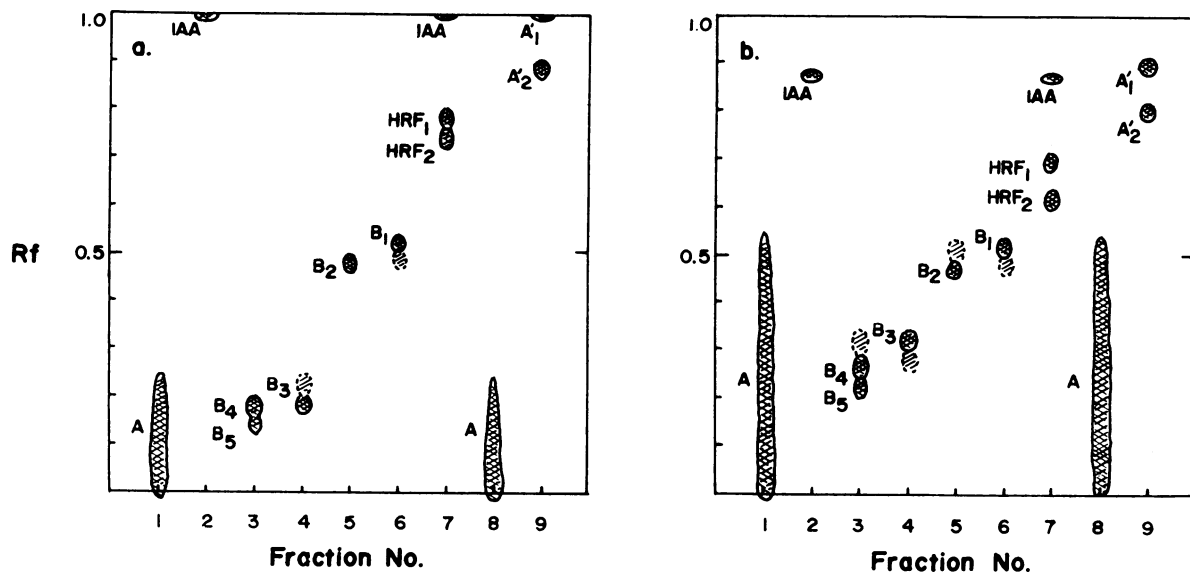 1.0
a.
IAA
IAA
A'1
A'2
HRF1
HRF2
Rf
0.5
B1
B2
B3
B4
B5
A
A
1 2 3 4 5 6 7 8 9
Fraction No.
1.0
b.
IAA
IAA
A'1
A'2
HRF1
HRF2
0.5
B1
B2
B3
B4
B5
A
A
1 2 3 4 5 6 7 8 9
Fraction No.